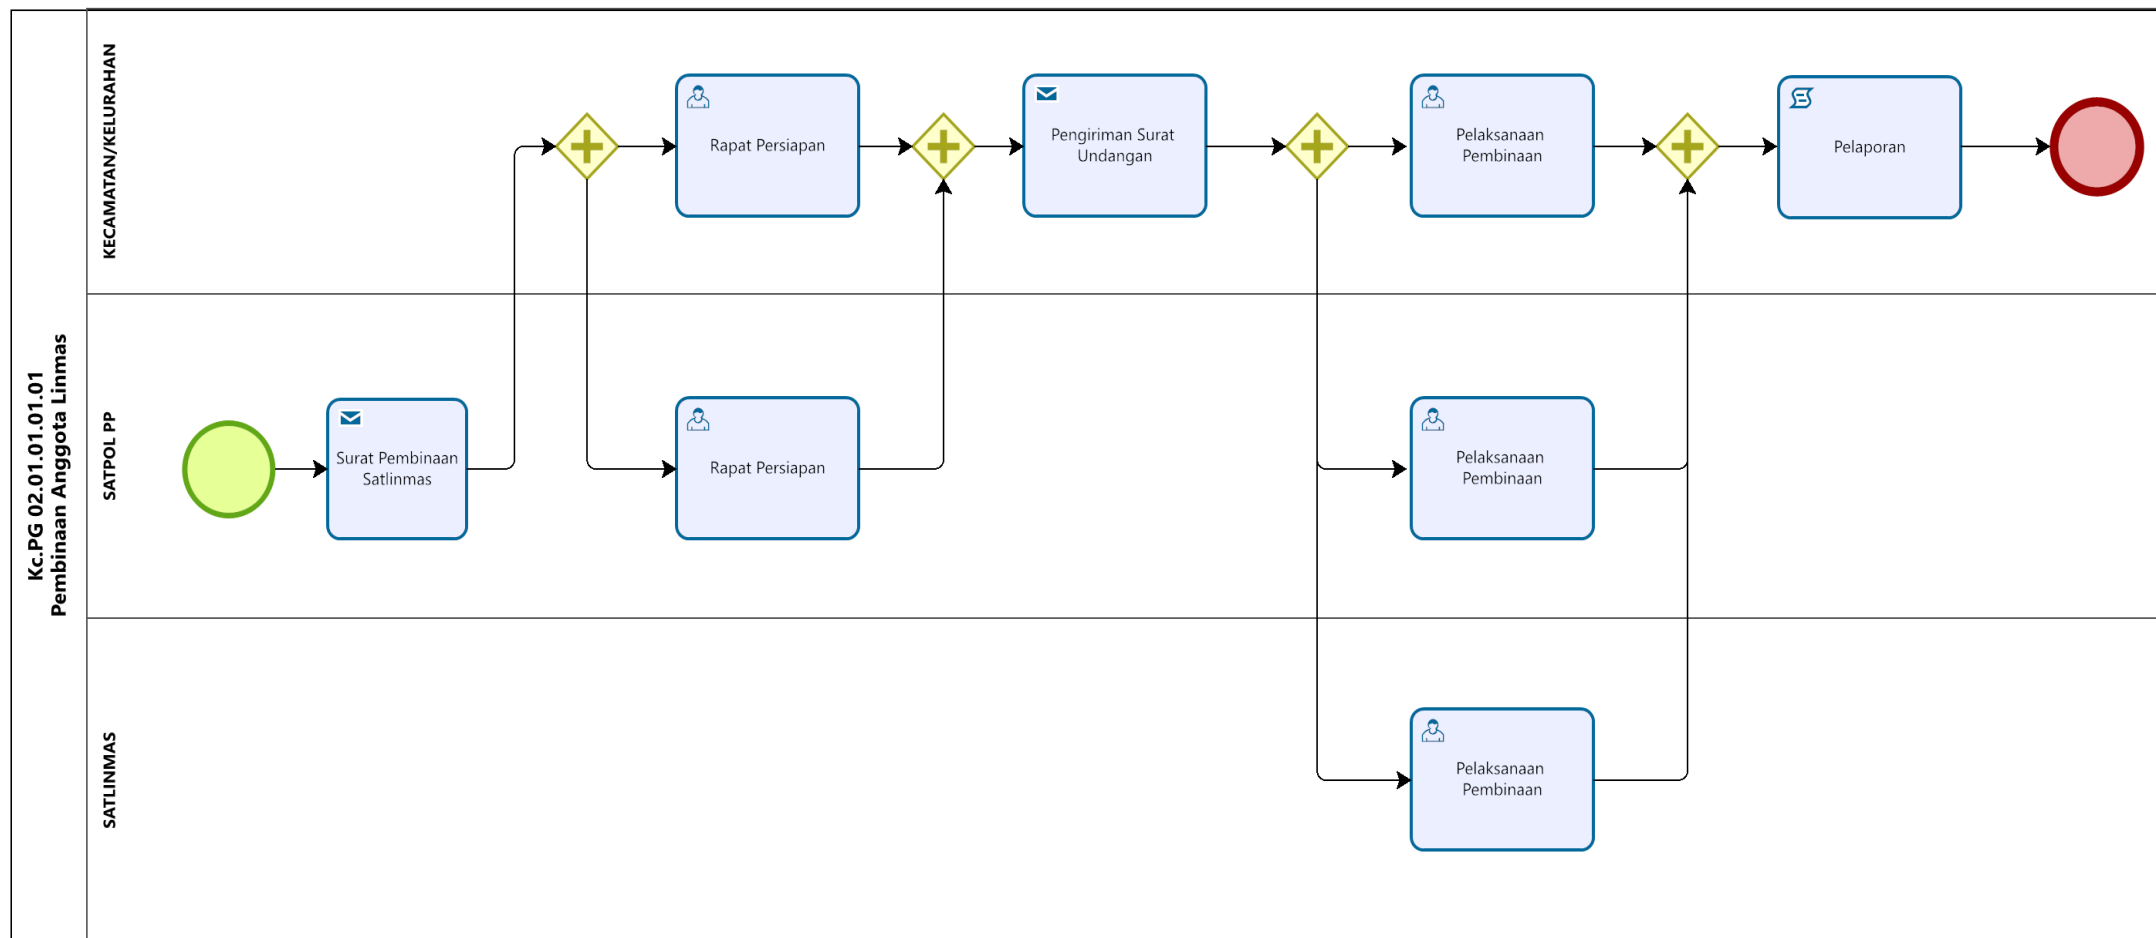 Kc.PG 02.01.01.01.01
Pembinaan Anggota Linmas
KECAMATAN/KELURAHAN
Rapat Persiapan
Pengiriman Surat
Undangan
Pelaksanaan
Pembinaan
Pelaporan
SATPOL PP
Surat Pembinaan
Satlinmas
Rapat Persiapan
Pelaksanaan
Pembinaan
SATLINMAS
Pelaksanaan
Pembinaan